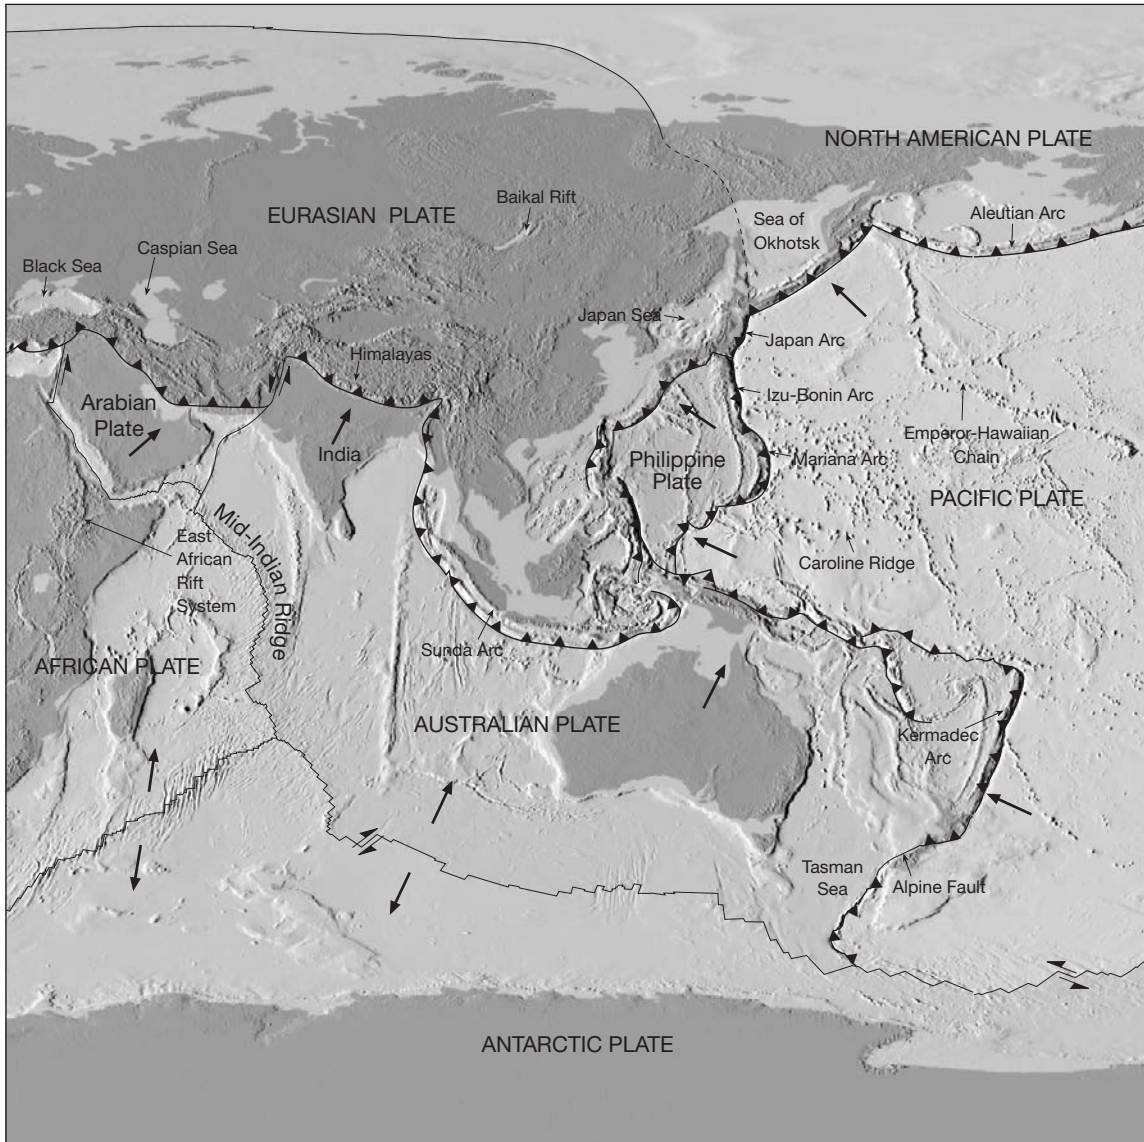 NORTH AMERICAN PLATE
Baikal Rift
EURASIAN PLATE
Sea of
Okhotsk
Aleutian Arc
Caspian Sea
Black Sea
Japan Sea
Japan Arc
Himalayas
Izu-Bonin Arc
Arabian
Plate
Emperor-Hawaiian
Chain
India
Philippine
Plate
Mariana Arc
PACIFIC PLATE
Mid-Indian Ridge
East
African
Rift
System
Caroline Ridge
Sunda Arc
AFRICAN PLATE
AUSTRALIAN PLATE
Kermadec
Arc
Tasman
Sea
Alpine Fault
ANTARCTIC PLATE